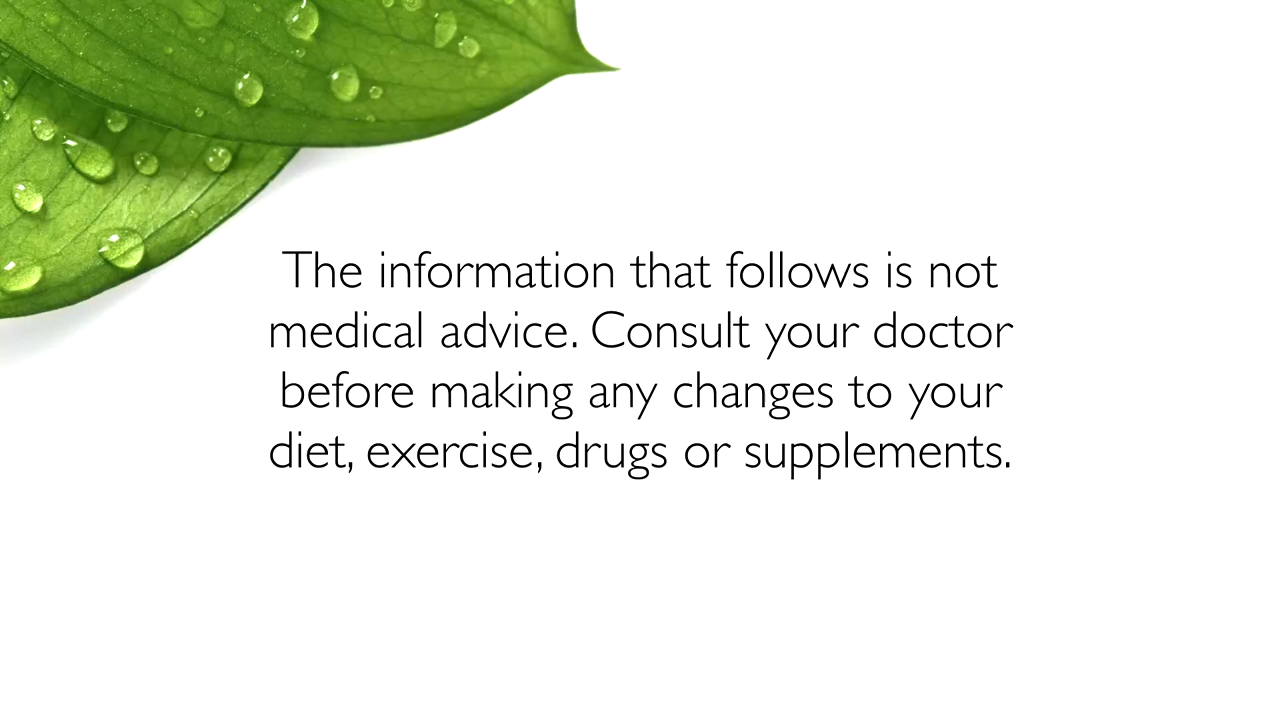 The information that follows is not
medical advice. Consult your doctor
before making any changes to your
diet, exercise, drugs or supplements.